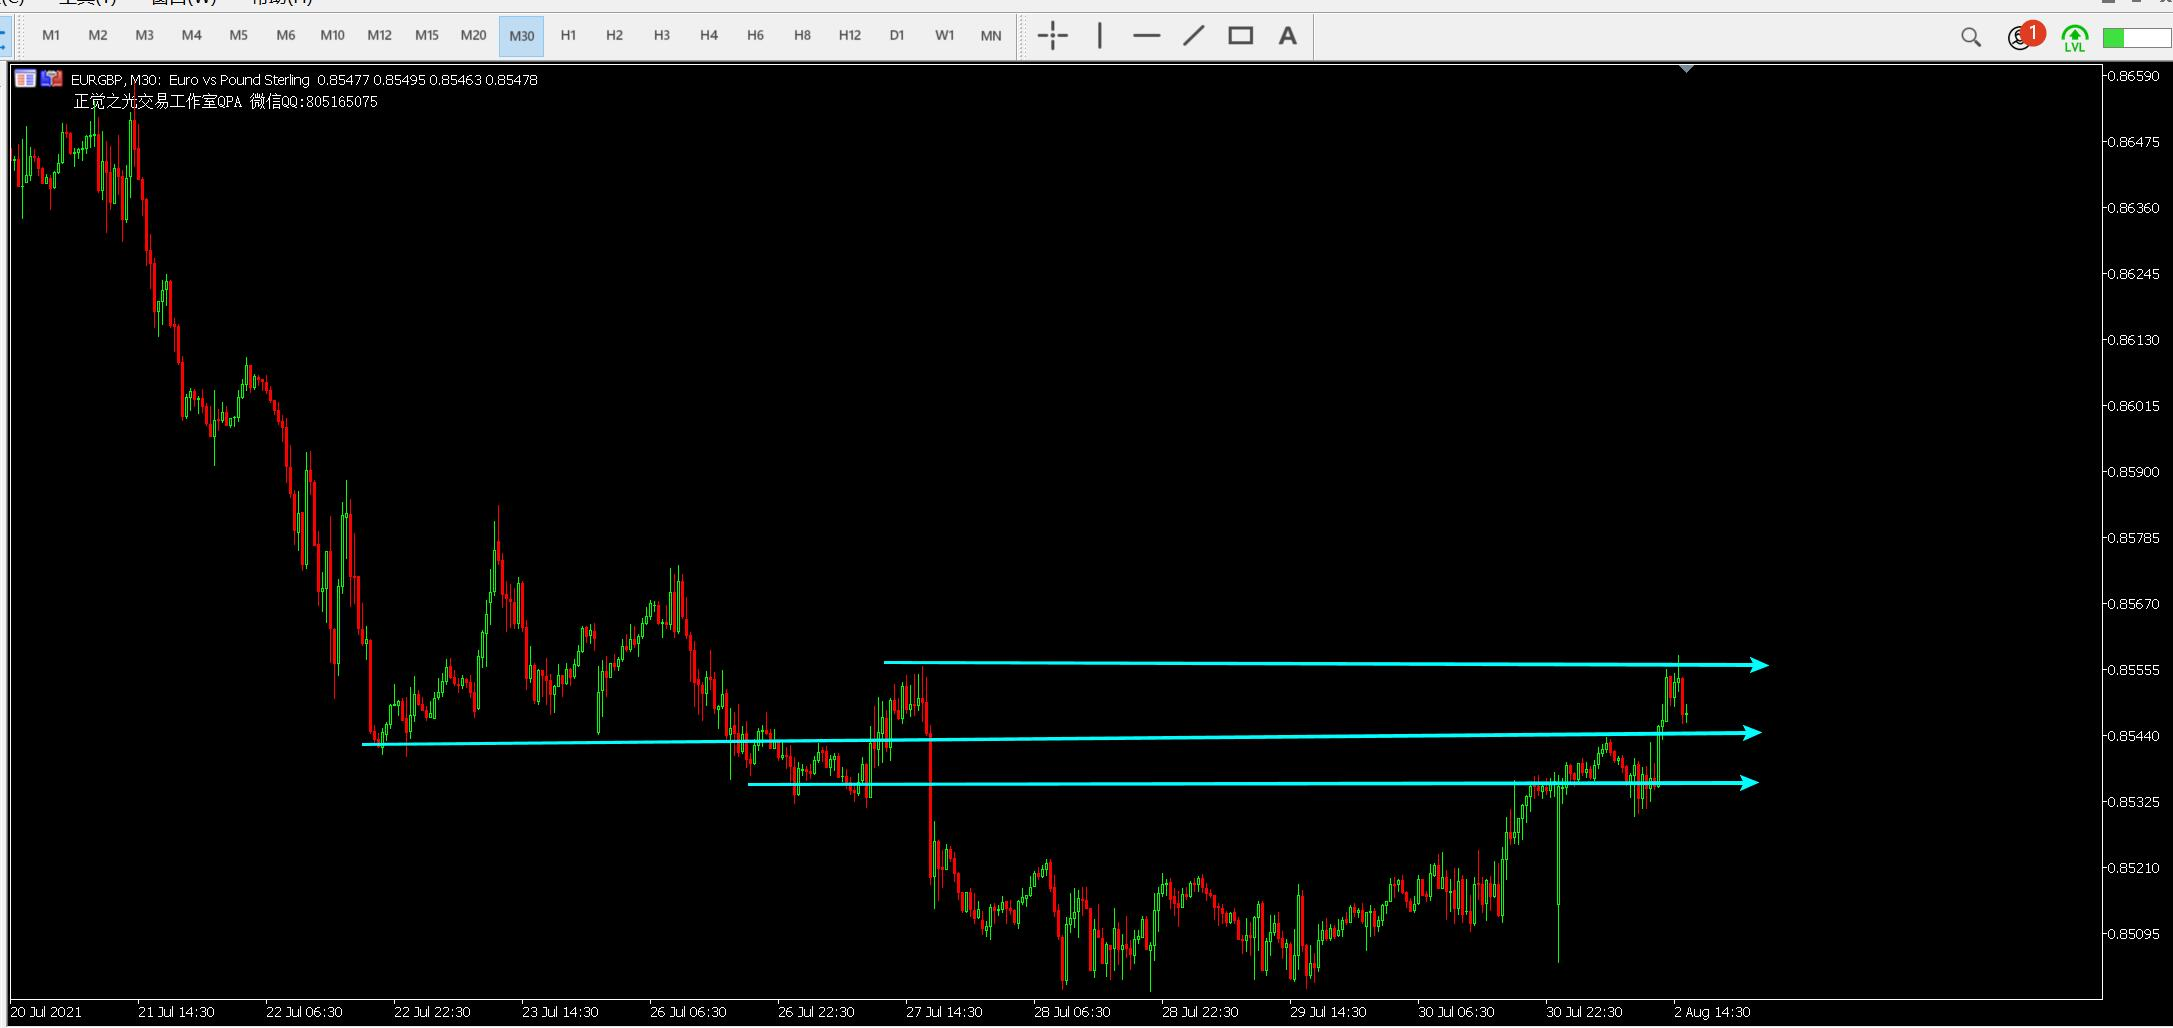 工具(T) 窗口(W) 帮助(H)
M1 M2 M3 M4 M5 M6 M10 M12 M15 M20 M30 H1 H2 H3 H4 H6 H8 H12 D1 W1 MN A 1 LVL
EURGBP, M30: Euro vs Pound Sterling 0.85477 0.85495 0.85463 0.85478
正觉之光交易工作室QPA 微信QQ:805165075
0.86590
0.86475
0.86360
0.86245
0.86130
0.86015
0.85900
0.85785
0.85670
0.85555
0.85440
0.85325
0.85210
0.85095
20 Jul 2021 21 Jul 14:30 22 Jul 06:30 22 Jul 22:30 23 Jul 14:30 26 Jul 06:30 26 Jul 22:30 27 Jul 14:30 28 Jul 06:30 28 Jul 22:30 29 Jul 14:30 30 Jul 06:30 30 Jul 22:30 2 Aug 14:30